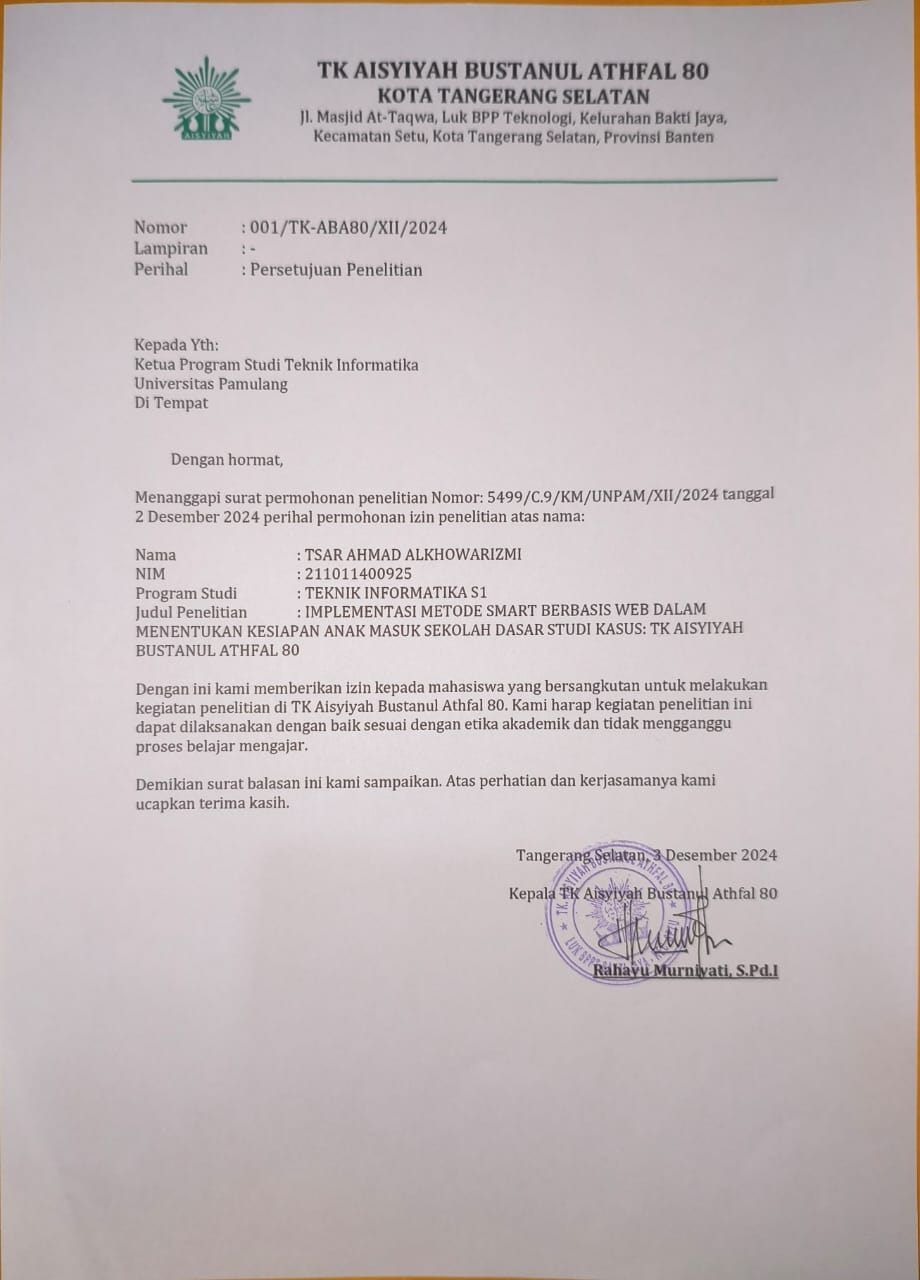 AISYIYAH
TK AISYIYAH BUSTANUL ATHFAL 80
KOTA TANGERANG SELATAN
Jl. Masjid At-Taqwa, Luk BPP Teknologi, Kelurahan Bakti Jaya,
Kecamatan Setu, Kota Tangerang Selatan, Provinsi Banten
Nomor : 001/TK-ABA80/XII/2024
Lampiran : -
Perihal : Persetujuan Penelitian
Kepada Yth:
Ketua Program Studi Teknik Informatika
Universitas Pamulang
Di Tempat
Dengan hormat,
Menanggapi surat permohonan penelitian Nomor: 5499/C.9/KM/UNPAM/XII/2024 tanggal
2 Desember 2024 perihal permohonan izin penelitian atas nama:
Nama : TSAR AHMAD ALKHOWARIZMI
NIM : 211011400925
Program Studi : TEKNIK INFORMATIKA S1
Judul Penelitian : IMPLEMENTASI METODE SMART BERBASIS WEB DALAM
MENENTUKAN KESIAPAN ANAK MASUK SEKOLAH DASAR STUDI KASUS: TK AISYIYAH
BUSTANUL ATHFAL 80
Dengan ini kami memberikan izin kepada mahasiswa yang bersangkutan untuk melakukan
kegiatan penelitian di TK Aisyiyah Bustanul Athfal 80. Kami harap kegiatan penelitian ini
dapat dilaksanakan dengan baik sesuai dengan etika akademik dan tidak mengganggu
proses belajar mengajar.
Demikian surat balasan ini kami sampaikan. Atas perhatian dan kerjasamanya kami
ucapkan terima kasih.
Tangerang Selatan, 3 Desember 2024
Kepala TK Aisyiyah Bustanul Athfal 80
TK. AISYIYAH BUSTANUL ATHFAL 80
LUK BPPT
Rahayu Murniyati, S.Pd.I